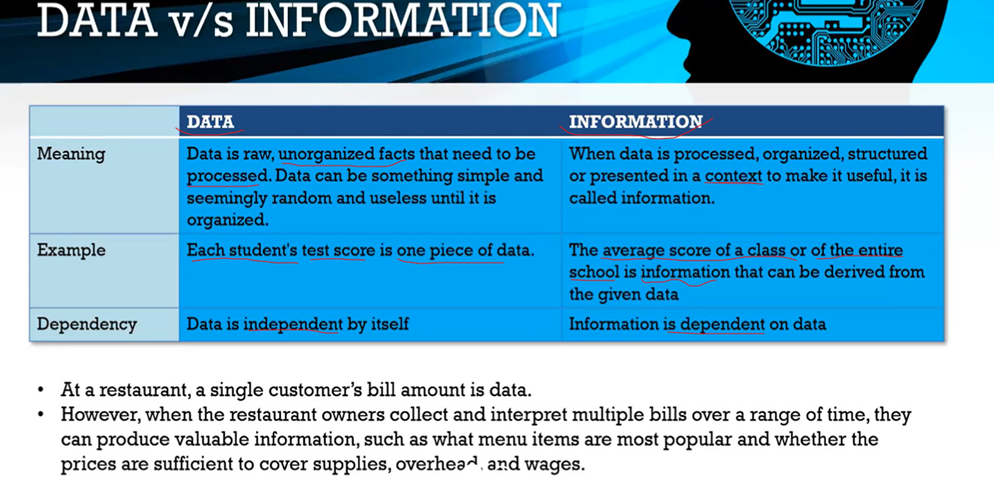 DATA v/s INFORMATION
DATA
INFORMATION
Meaning
Data is raw, unorganized facts that need to be
processed. Data can be something simple and
seemingly random and useless until it is
organized.
When data is processed, organized, structured
or presented in a context to make it useful, it is
called information.
Example
Each student's test score is one piece of data.
The average score of a class or of the entire
school is information that can be derived from
the given data
Dependency
Data is independent by itself
Information is dependent on data
• At a restaurant, a single customer's bill amount is data.
• However, when the restaurant owners collect and interpret multiple bills over a range of time, they
can produce valuable information, such as what menu items are most popular and whether the
prices are sufficient to cover supplies, overhead, and wages.